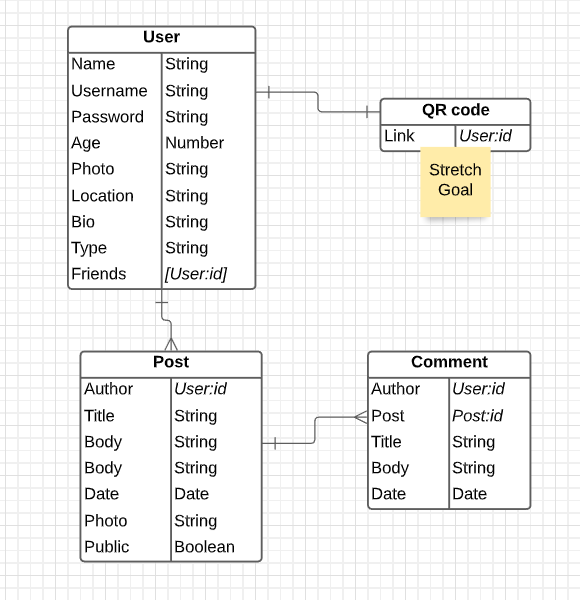 User
Name String
Username String
Password String
Age Number
Photo String
Location String
Bio String
Type String
Friends [User:id]
QR code
Link User:id
Stretch
Goal
Post
Author User:id
Title String
Body String
Body String
Date Date
Photo String
Public Boolean
Comment
Author User:id
Post Post:id
Title String
Body String
Date Date